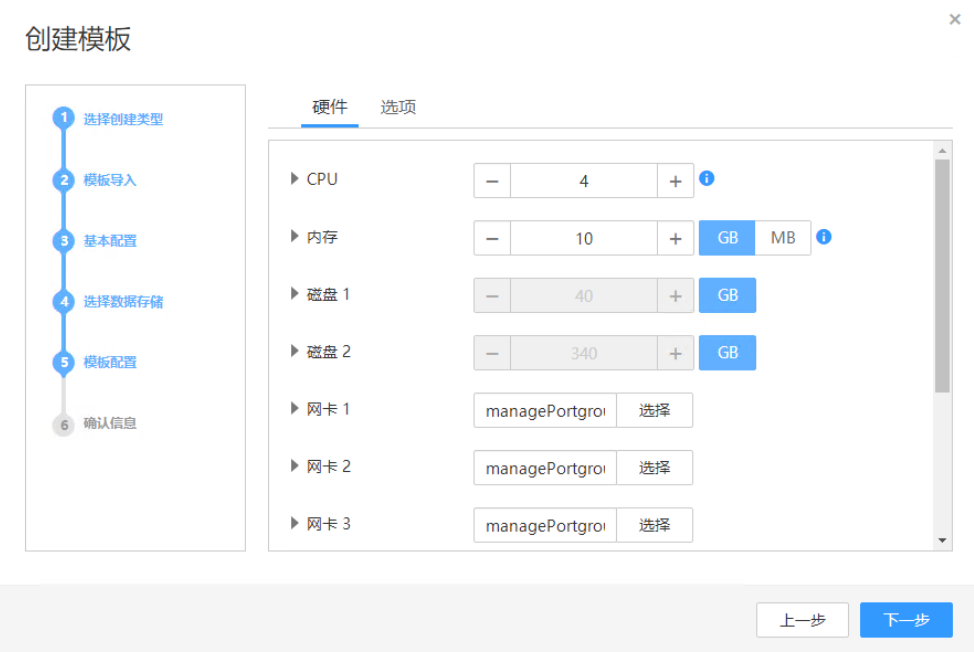 创建模板
×
1 选择创建类型
2 模板导入
3 基本配置
4 选择数据存储
5 模板配置
6 确认信息
硬件 选项
CPU − 4 +
内存 − 10 + GB MB
磁盘 1 − 40 + GB
磁盘 2 − 340 + GB
网卡 1 managePortgrou 选择
网卡 2 managePortgrou 选择
网卡 3 managePortgrou 选择
上一步 下一步